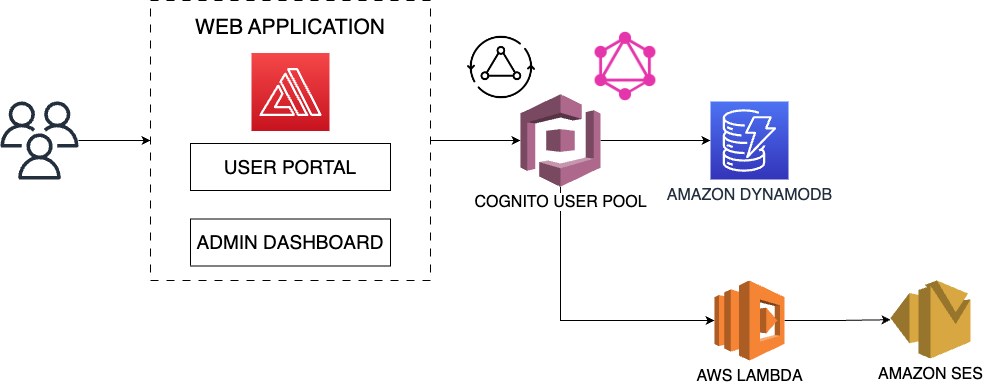 WEB APPLICATION
USER PORTAL
ADMIN DASHBOARD
COGNITO USER POOL
AMAZON DYNAMODB
AWS LAMBDA
AMAZON SES